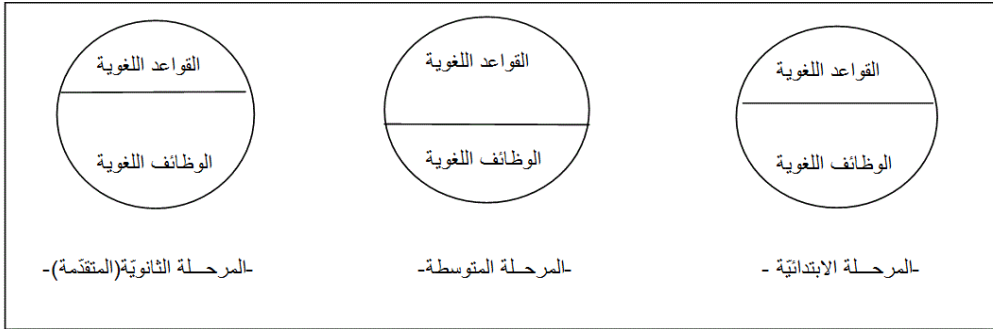 القواعد اللغوية
الوظائف اللغوية
-المرحـــلة الابتدائيّة -
القواعد اللغوية
الوظائف اللغوية
-المرحـــلة المتوسطة-
القواعد اللغوية
الوظائف اللغوية
-المرحـــلة الثانويّة(المتقدّمة)-